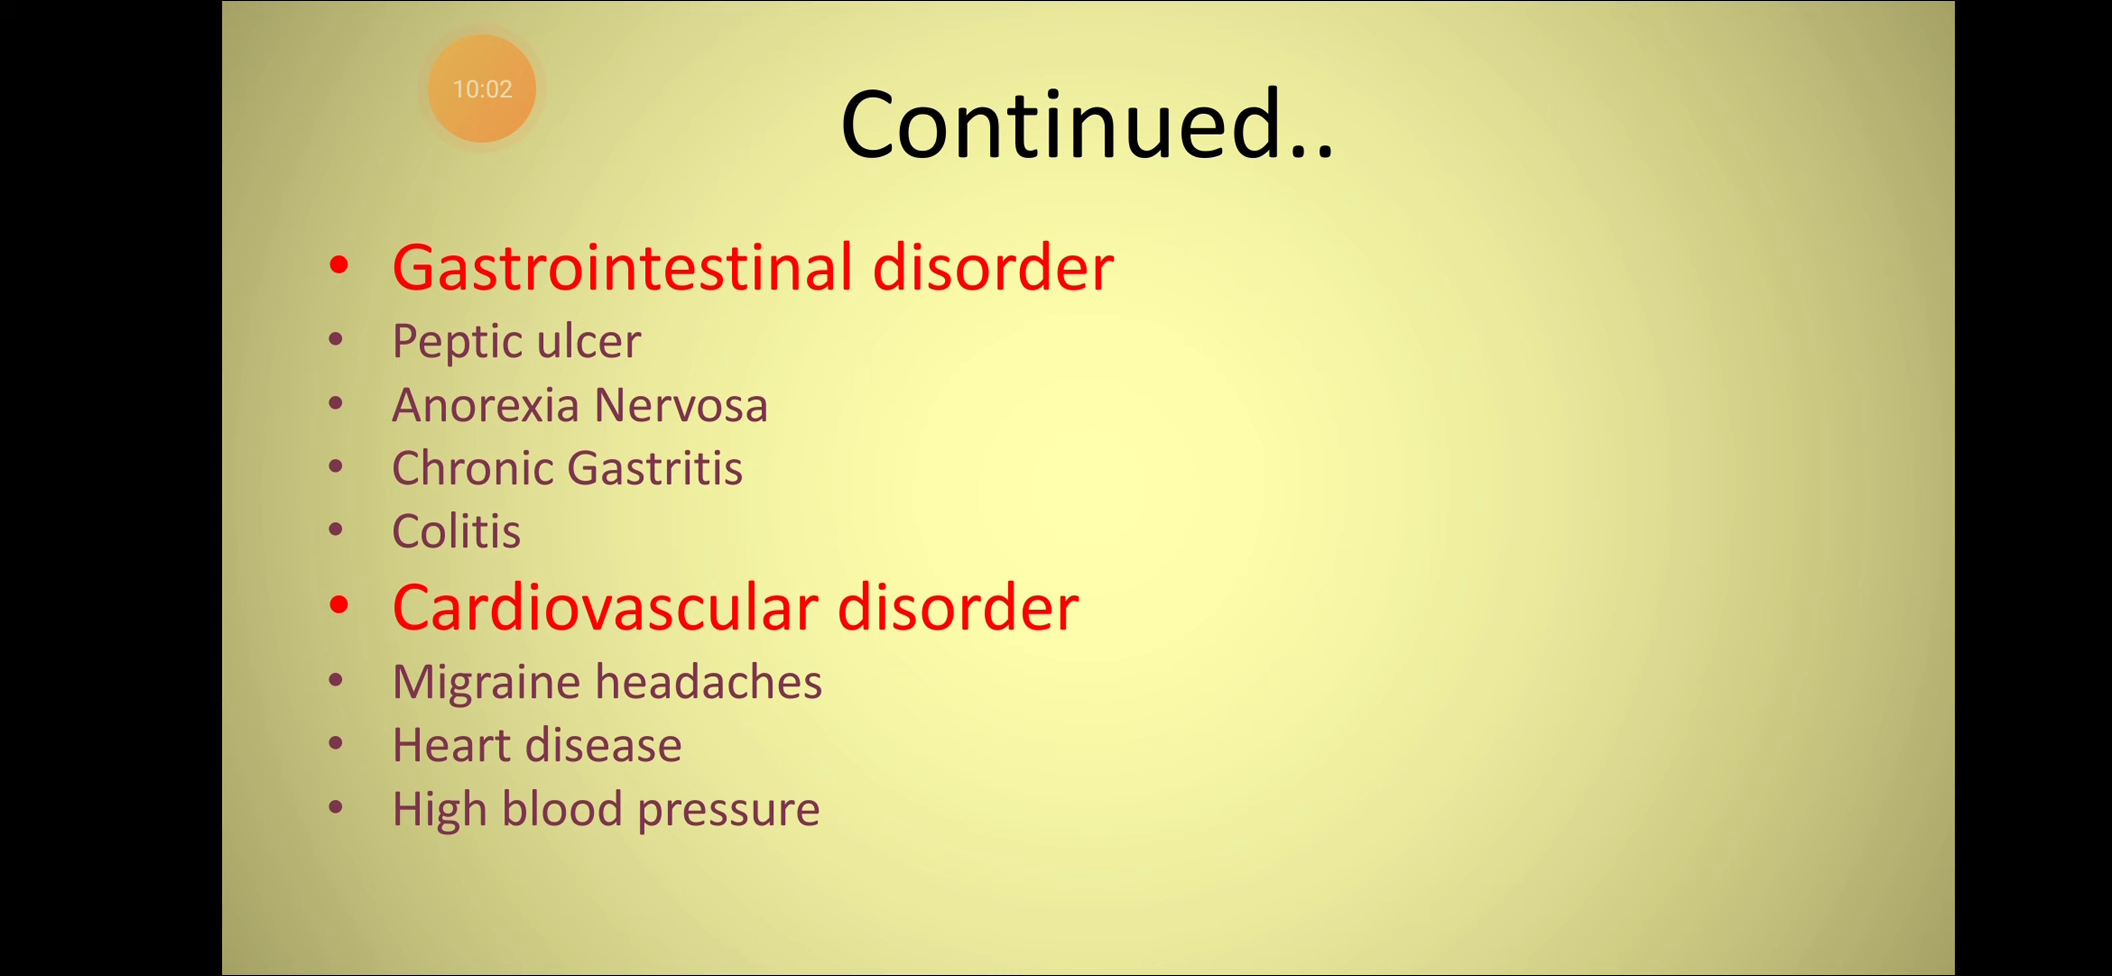 10:02
Continued..
• Gastrointestinal disorder
• Peptic ulcer
• Anorexia Nervosa
• Chronic Gastritis
• Colitis
• Cardiovascular disorder
• Migraine headaches
• Heart disease
• High blood pressure